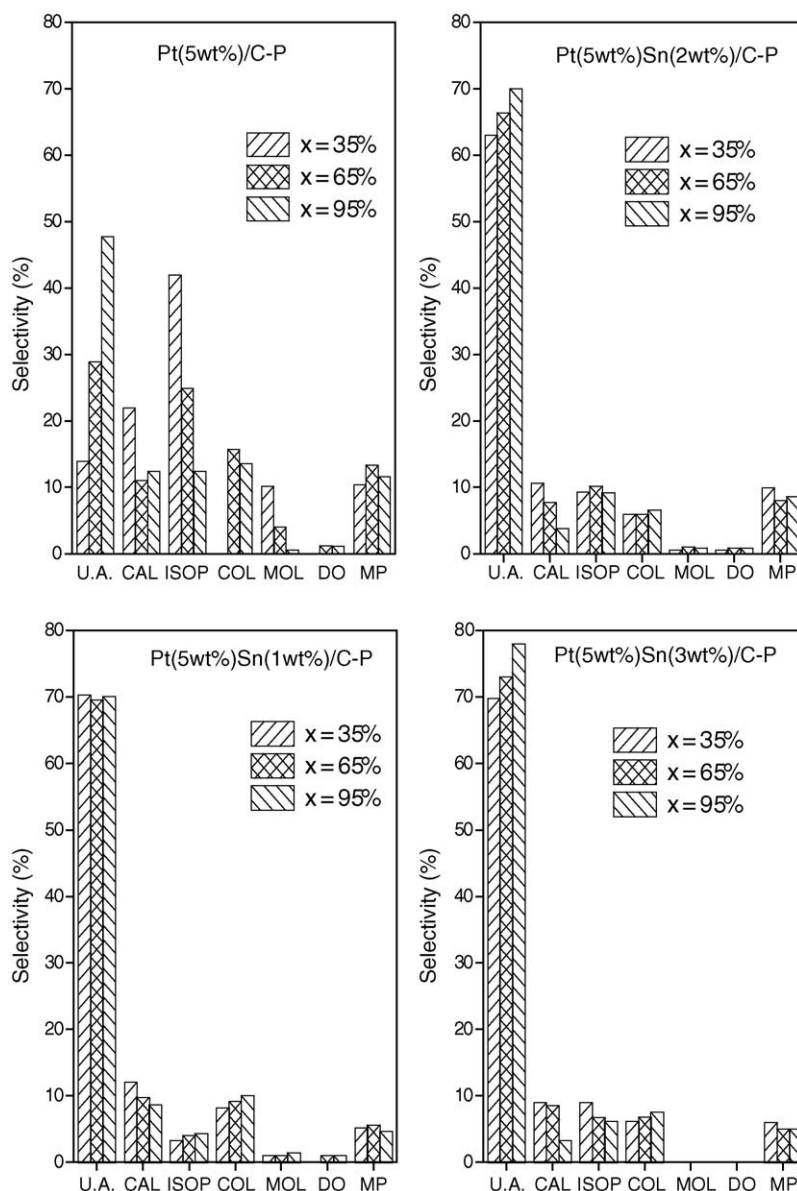 Pt(5wt%)/C-P
x = 35%
x = 65%
x = 95%
Selectivity (%)
80
70
60
50
40
30
20
10
0
U.A. CAL ISOP COL MOL DO MP
Pt(5wt%)Sn(2wt%)/C-P
x = 35%
x = 65%
x = 95%
Selectivity (%)
80
70
60
50
40
30
20
10
0
U.A. CAL ISOP COL MOL DO MP
Pt(5wt%)Sn(1wt%)/C-P
x = 35%
x = 65%
x = 95%
Selectivity (%)
80
70
60
50
40
30
20
10
0
U.A. CAL ISOP COL MOL DO MP
Pt(5wt%)Sn(3wt%)/C-P
x = 35%
x = 65%
x = 95%
Selectivity (%)
80
70
60
50
40
30
20
10
0
U.A. CAL ISOP COL MOL DO MP